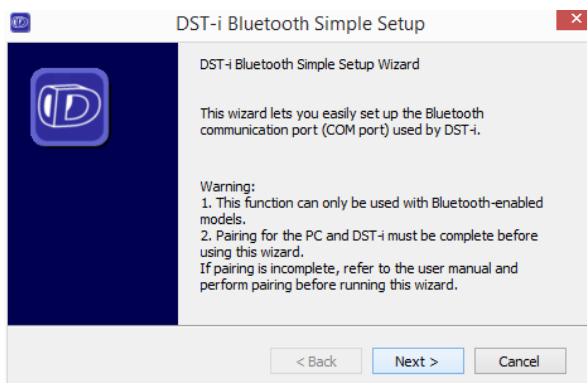 DST-i Bluetooth Simple Setup
DST-i Bluetooth Simple Setup Wizard
This wizard lets you easily set up the Bluetooth
communication port (COM port) used by DST-i.
Warning:
1. This function can only be used with Bluetooth-enabled
models.
2. Pairing for the PC and DST-i must be complete before
using this wizard.
If pairing is incomplete, refer to the user manual and
perform pairing before running this wizard.
< Back Next > Cancel